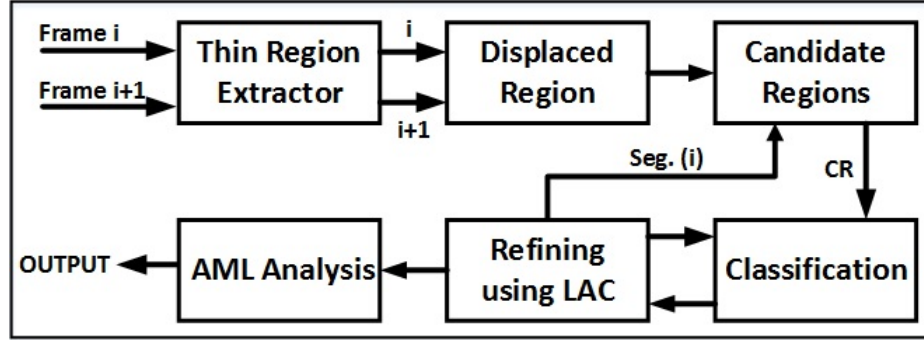 Frame i
Frame i+1
Thin Region
Extractor
i
i+1
Displaced
Region
Candidate
Regions
Seg. (i)
CR
OUTPUT
AML Analysis
Refining
using LAC
Classification